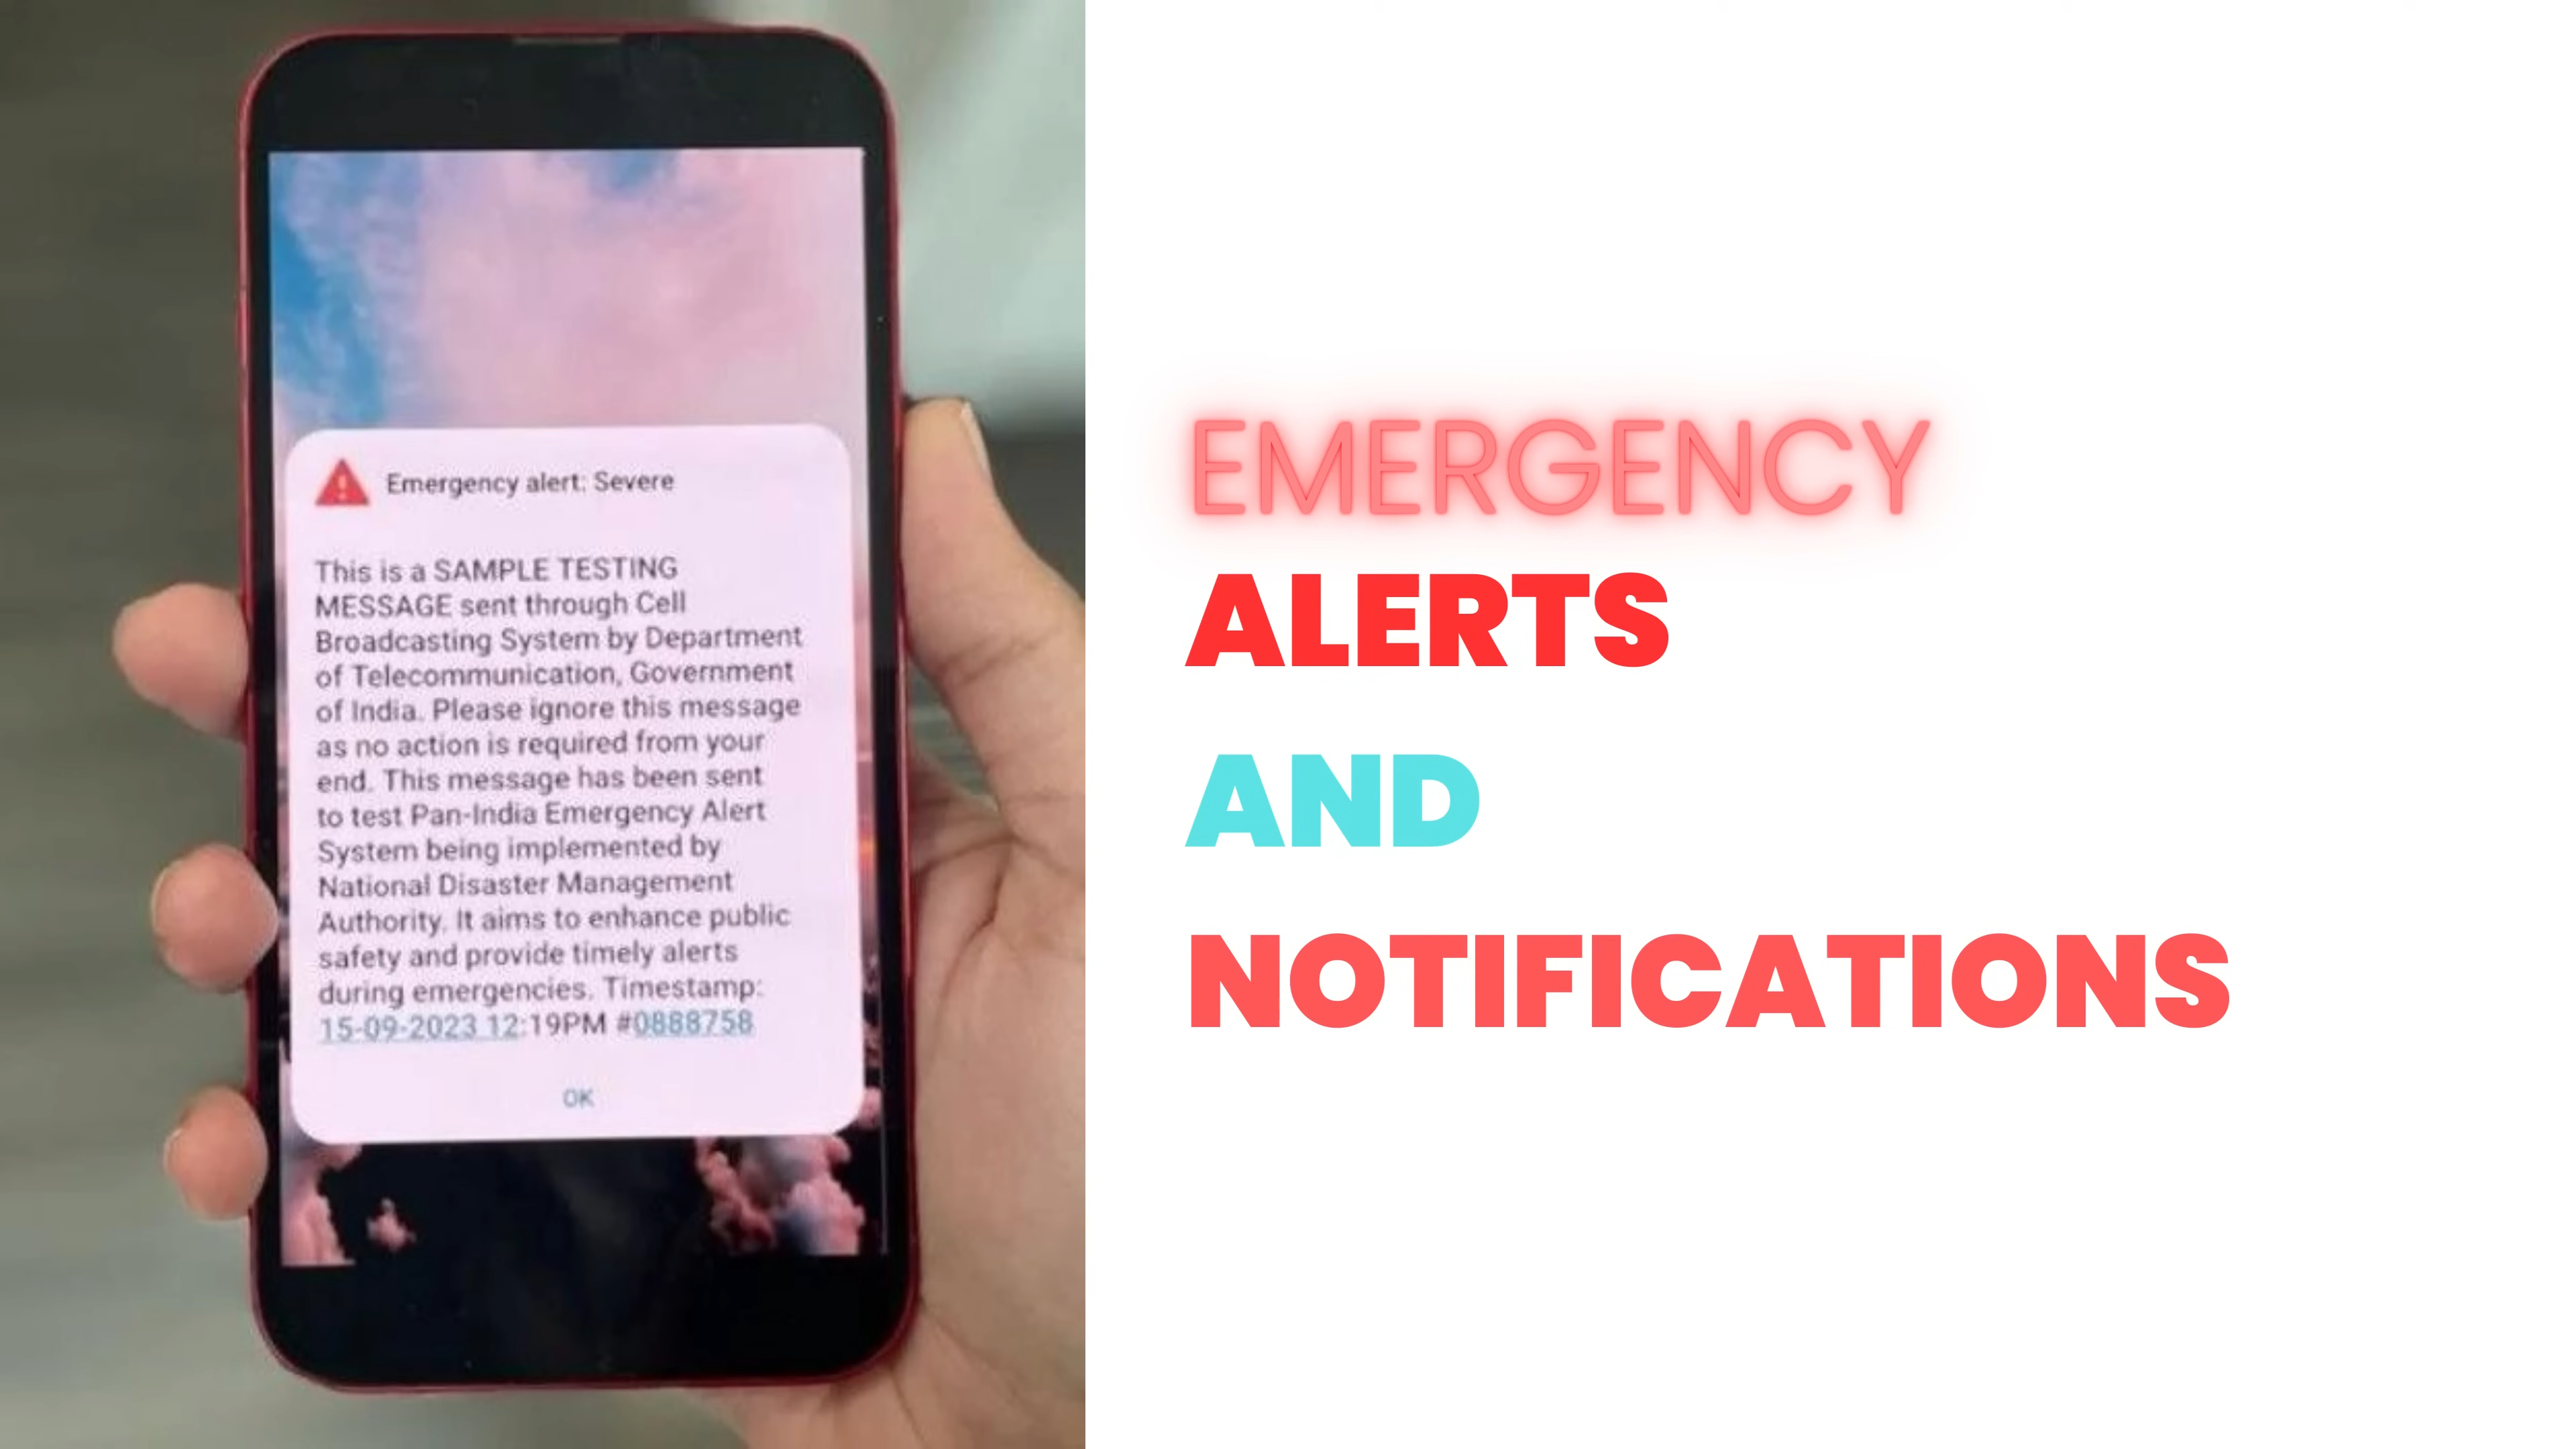 Emergency alert: Severe
This is a SAMPLE TESTING
MESSAGE sent through Cell
Broadcasting System by Department
of Telecommunication, Government
of India. Please ignore this message
as no action is required from your
end. This message has been sent
to test Pan-India Emergency Alert
System being implemented by
National Disaster Management
Authority. It aims to enhance public
safety and provide timely alerts
during emergencies. Timestamp:
15-09-2023 12:19PM #0888758
OK
EMERGENCY
ALERTS
AND
NOTIFICATIONS